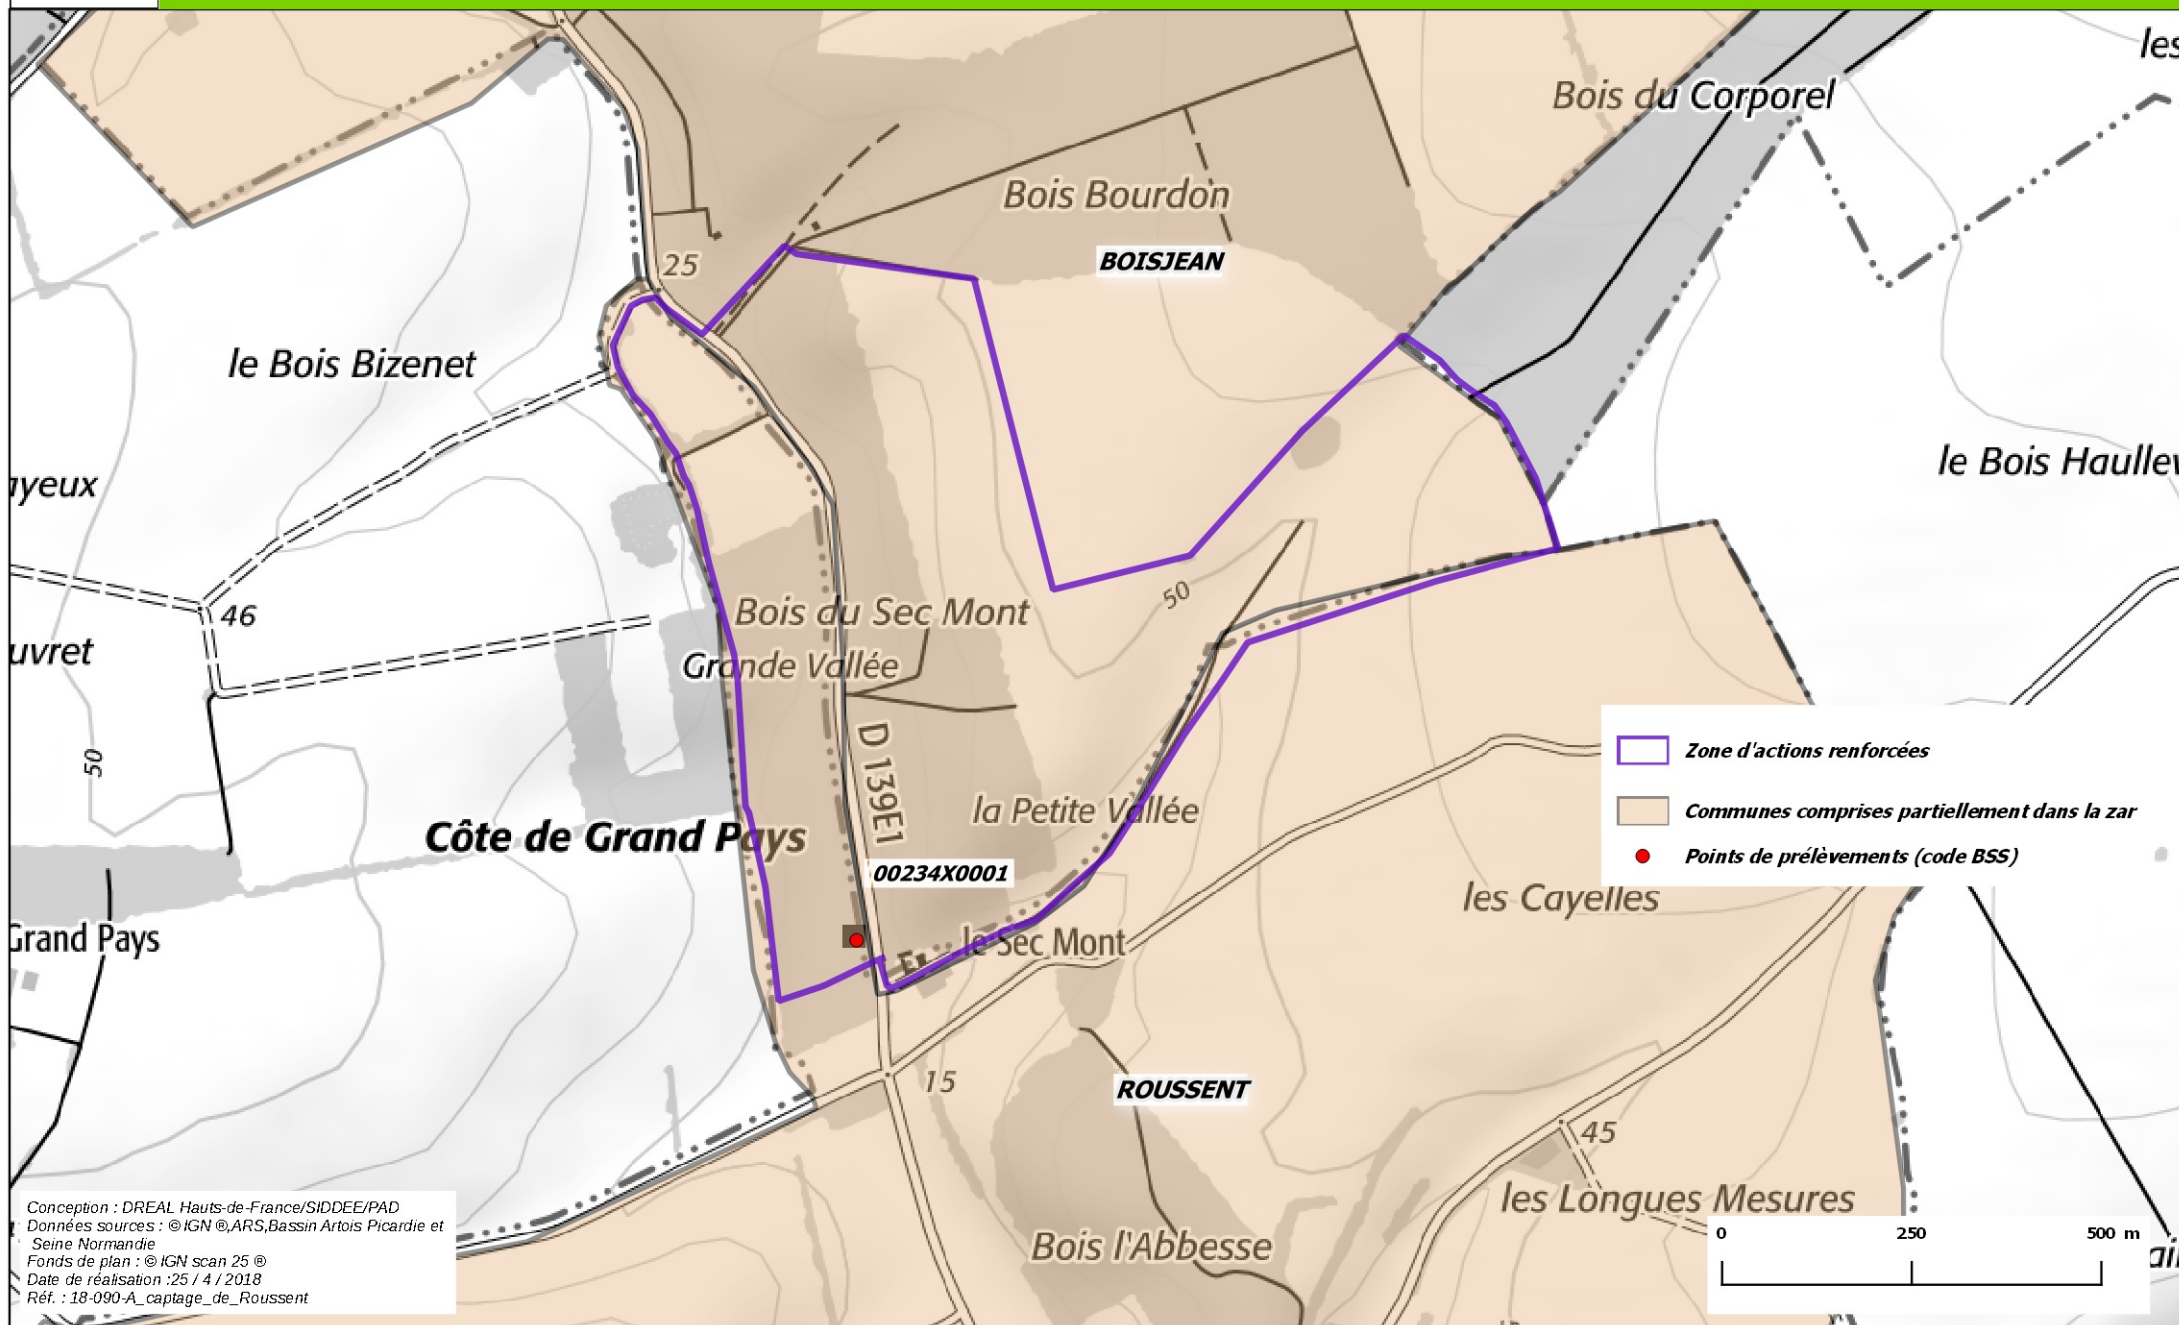 les
Bois du Corporel
Bois Bourdon
BOISJEAN
25
le Bois Bizenet
le Bois Haullev
ayeux
50
46
Bois du Sec Mont
uvret
Grande Vallée
D 139E1
50
Zone d'actions renforcées
Communes comprises partiellement dans la zar
Points de prélèvements (code BSS)
la Petite Vallée
Côte de Grand Pays
00234X0001
les Cayelles
Grand Pays
le Sec Mont
15
ROUSSENT
45
les Longues Mesures
Bois l'Abbesse
0 250 500 m
Conception : DREAL Hauts-de-France/SIDDEE/PAD
Données sources : © IGN ®,ARS,Bassin Artois Picardie et
Seine Normandie
Fonds de plan : © IGN scan 25 ®
Date de réalisation :25 / 4 / 2018
Réf. : 18-090-A_captage_de_Roussent